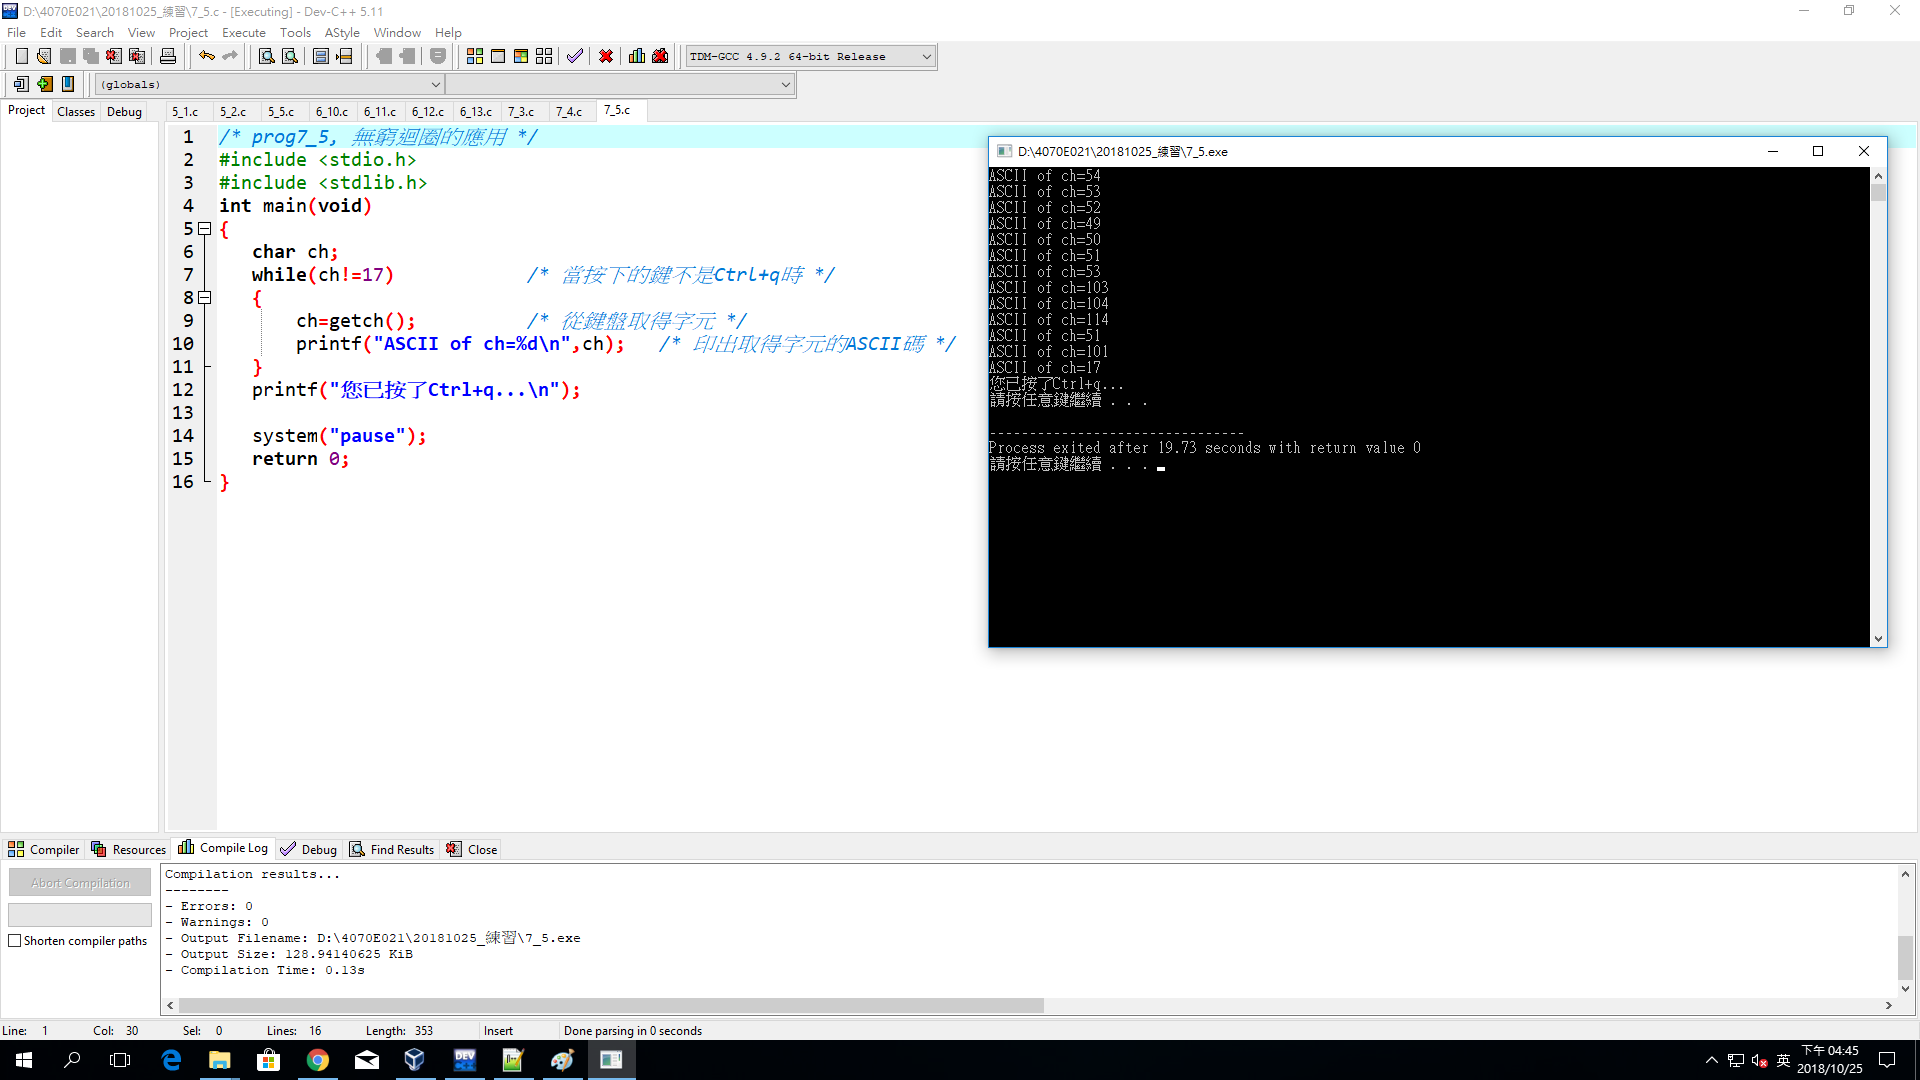 D:\4070E021\20181025_練習\7_5.c - [Executing] - Dev-C++ 5.11
File Edit Search View Project Execute Tools AStyle Window Help
TDM-GCC 4.9.2 64-bit Release
(globals)
Project Classes Debug
5_1.c 5_2.c 5_5.c 6_10.c 6_11.c 6_12.c 6_13.c 7_3.c 7_4.c 7_5.c
1 /* prog7_5, 無窮迴圈的應用 */
2 #include <stdio.h>
3 #include <stdlib.h>
4 int main(void)
5 {
6 char ch;
7 while(ch!=17) /* 當按下的鍵不是Ctrl+q時 */
8 {
9 ch=getch(); /* 從鍵盤取得字元 */
10 printf("ASCII of ch=%d\n",ch); /* 印出取得字元的ASCII碼 */
11 }
12 printf("您已按了Ctrl+q...\n");
13
14 system("pause");
15 return 0;
16 }
D:\4070E021\20181025_練習\7_5.exe
ASCII of ch=54
ASCII of ch=53
ASCII of ch=52
ASCII of ch=49
ASCII of ch=50
ASCII of ch=51
ASCII of ch=53
ASCII of ch=103
ASCII of ch=104
ASCII of ch=114
ASCII of ch=51
ASCII of ch=101
ASCII of ch=17
您已按了Ctrl+q...
請按任意鍵繼續 . . .
--------------------------------
Process exited after 19.73 seconds with return value 0
請按任意鍵繼續 . . .
Compiler Resources Compile Log Debug Find Results Close
Abort Compilation
Shorten compiler paths
Compilation results...
--------
- Errors: 0
- Warnings: 0
- Output Filename: D:\4070E021\20181025_練習\7_5.exe
- Output Size: 128.94140625 KiB
- Compilation Time: 0.13s
Line: 1 Col: 30 Sel: 0 Lines: 16 Length: 353 Insert Done parsing in 0 seconds
英
下午 04:45
2018/10/25